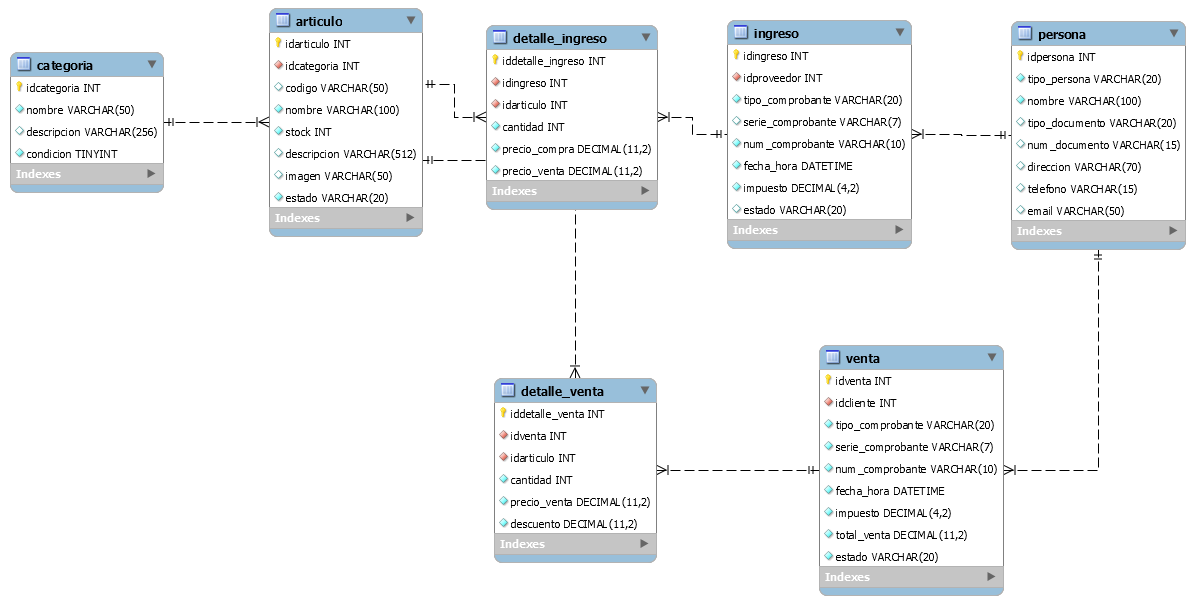 categoria
idcategoria INT
nombre VARCHAR(50)
descripcion VARCHAR(256)
condicion TINYINT
Indexes
articulo
idarticulo INT
idcategoria INT
codigo VARCHAR(50)
nombre VARCHAR(100)
stock INT
descripcion VARCHAR(512)
imagen VARCHAR(50)
estado VARCHAR(20)
Indexes
detalle_ingreso
iddetalle_ingreso INT
idingreso INT
idarticulo INT
cantidad INT
precio_compra DECIMAL(11,2)
precio_venta DECIMAL(11,2)
Indexes
ingreso
idingreso INT
idproveedor INT
tipo_comprobante VARCHAR(20)
serie_comprobante VARCHAR(7)
num_comprobante VARCHAR(10)
fecha_hora DATETIME
impuesto DECIMAL(4,2)
estado VARCHAR(20)
Indexes
persona
idpersona INT
tipo_persona VARCHAR(20)
nombre VARCHAR(100)
tipo_documento VARCHAR(20)
num_documento VARCHAR(15)
direccion VARCHAR(70)
telefono VARCHAR(15)
email VARCHAR(50)
Indexes
detalle_venta
iddetalle_venta INT
idventa INT
idarticulo INT
cantidad INT
precio_venta DECIMAL(11,2)
descuento DECIMAL(11,2)
Indexes
venta
idventa INT
idcliente INT
tipo_comprobante VARCHAR(20)
serie_comprobante VARCHAR(7)
num_comprobante VARCHAR(10)
fecha_hora DATETIME
impuesto DECIMAL(4,2)
total_venta DECIMAL(11,2)
estado VARCHAR(20)
Indexes